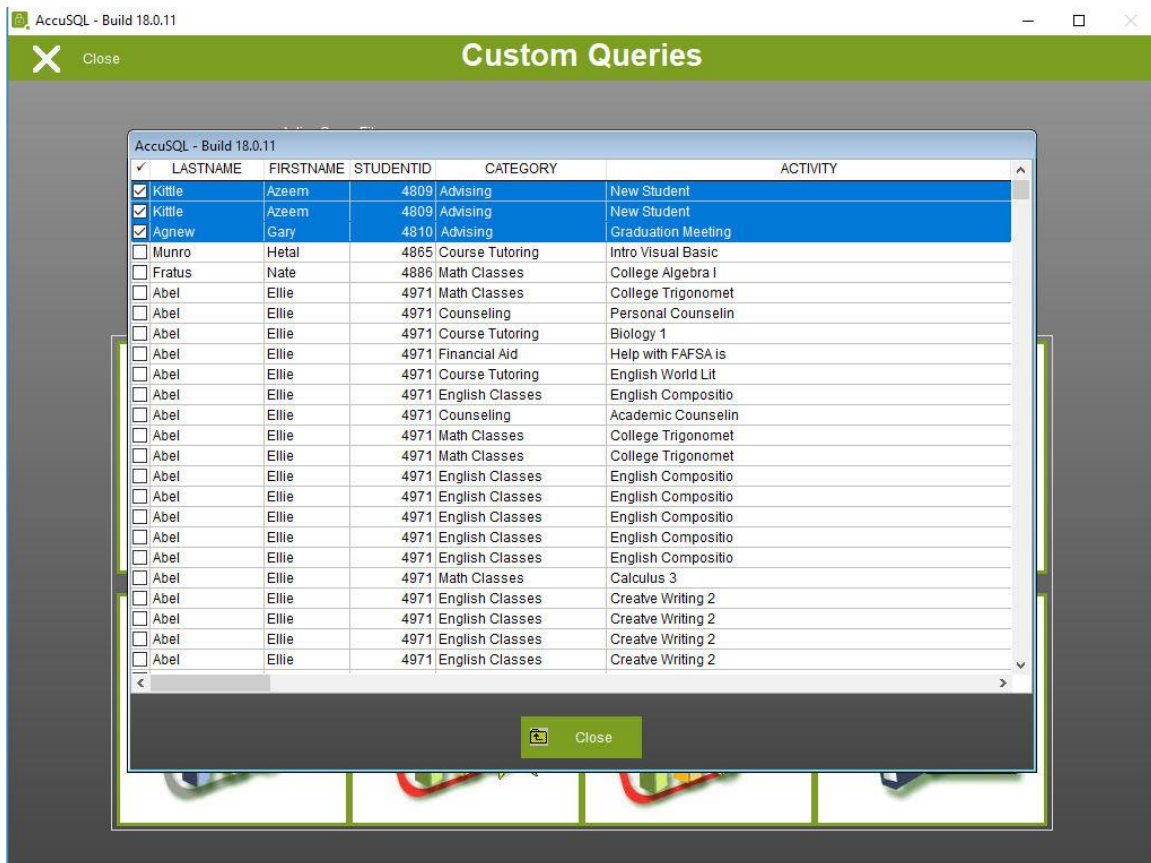 AccuSQL - Build 18.0.11
Close Custom Queries
AccuSQL - Build 18.0.11
LASTNAME FIRSTNAME STUDENTID CATEGORY ACTIVITY
Kittle Azeem 4809 Advising New Student
Kittle Azeem 4809 Advising New Student
Agnew Gary 4810 Advising Graduation Meeting
Munro Hetal 4865 Course Tutoring Intro Visual Basic
Fratus Nate 4886 Math Classes College Algebra I
Abel Ellie 4971 Math Classes College Trigonomet
Abel Ellie 4971 Counseling Personal Counselin
Abel Ellie 4971 Course Tutoring Biology 1
Abel Ellie 4971 Financial Aid Help with FAFSA is
Abel Ellie 4971 Course Tutoring English World Lit
Abel Ellie 4971 English Classes English Compositio
Abel Ellie 4971 Counseling Academic Counselin
Abel Ellie 4971 Math Classes College Trigonomet
Abel Ellie 4971 Math Classes College Trigonomet
Abel Ellie 4971 English Classes English Compositio
Abel Ellie 4971 English Classes English Compositio
Abel Ellie 4971 English Classes English Compositio
Abel Ellie 4971 English Classes English Compositio
Abel Ellie 4971 English Classes English Compositio
Abel Ellie 4971 Math Classes Calculus 3
Abel Ellie 4971 English Classes Creatve Writing 2
Abel Ellie 4971 English Classes Creatve Writing 2
Abel Ellie 4971 English Classes Creatve Writing 2
Abel Ellie 4971 English Classes Creatve Writing 2
Close